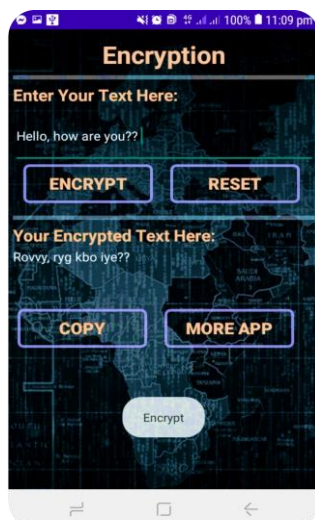 100% 11:09 pm
Encryption
Enter Your Text Here:
Hello, how are you??
ENCRYPT RESET
Your Encrypted Text Here:
Rovvy, ryg kbo iye??
COPY MORE APP
Encrypt